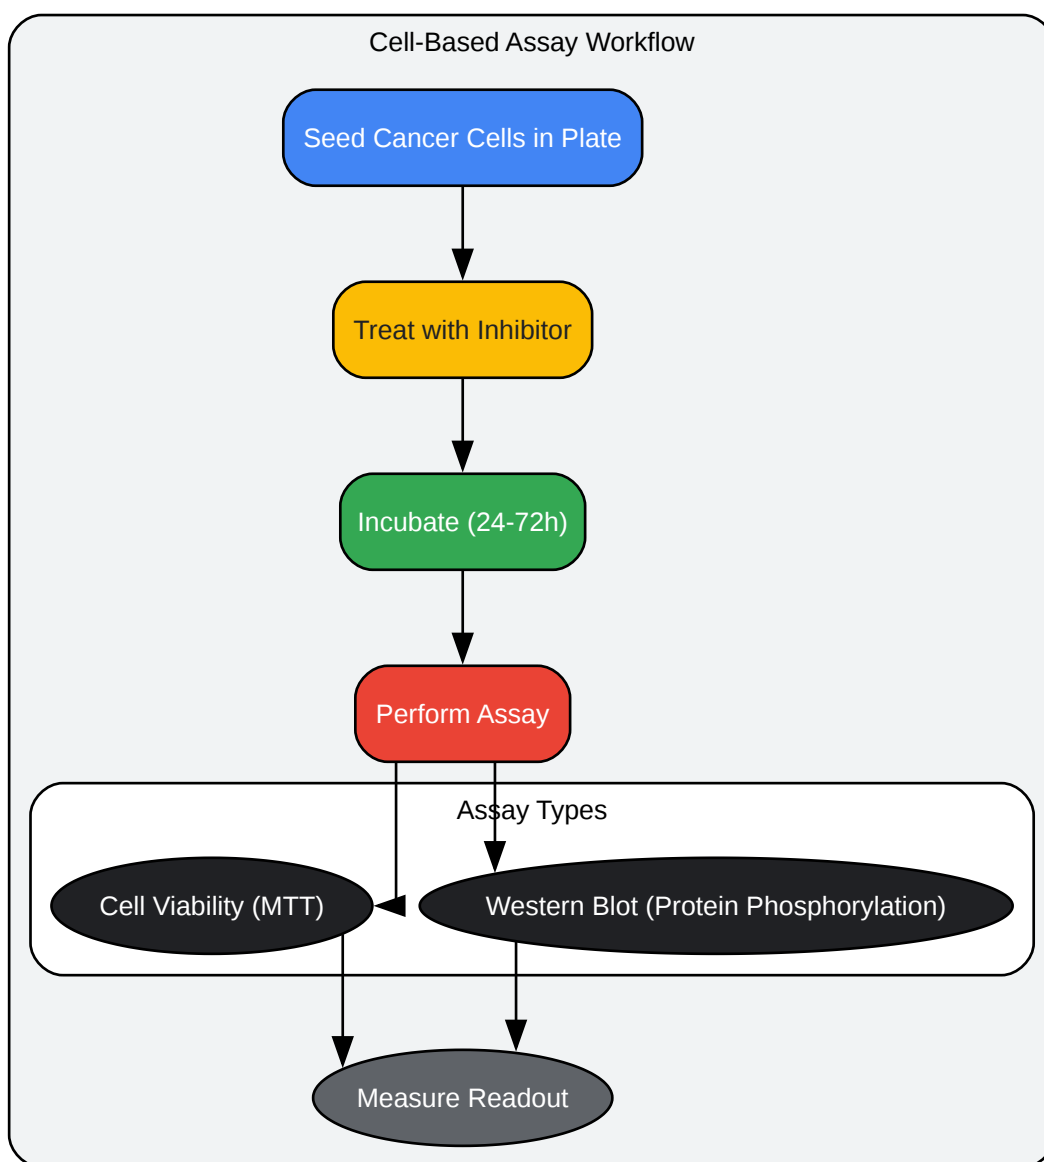 Cell-Based Assay Workflow
Seed Cancer Cells in Plate
Treat with Inhibitor
Incubate (24-72h)
Perform Assay
Assay Types
Cell Viability (MTT)
Western Blot (Protein Phosphorylation)
Measure Readout